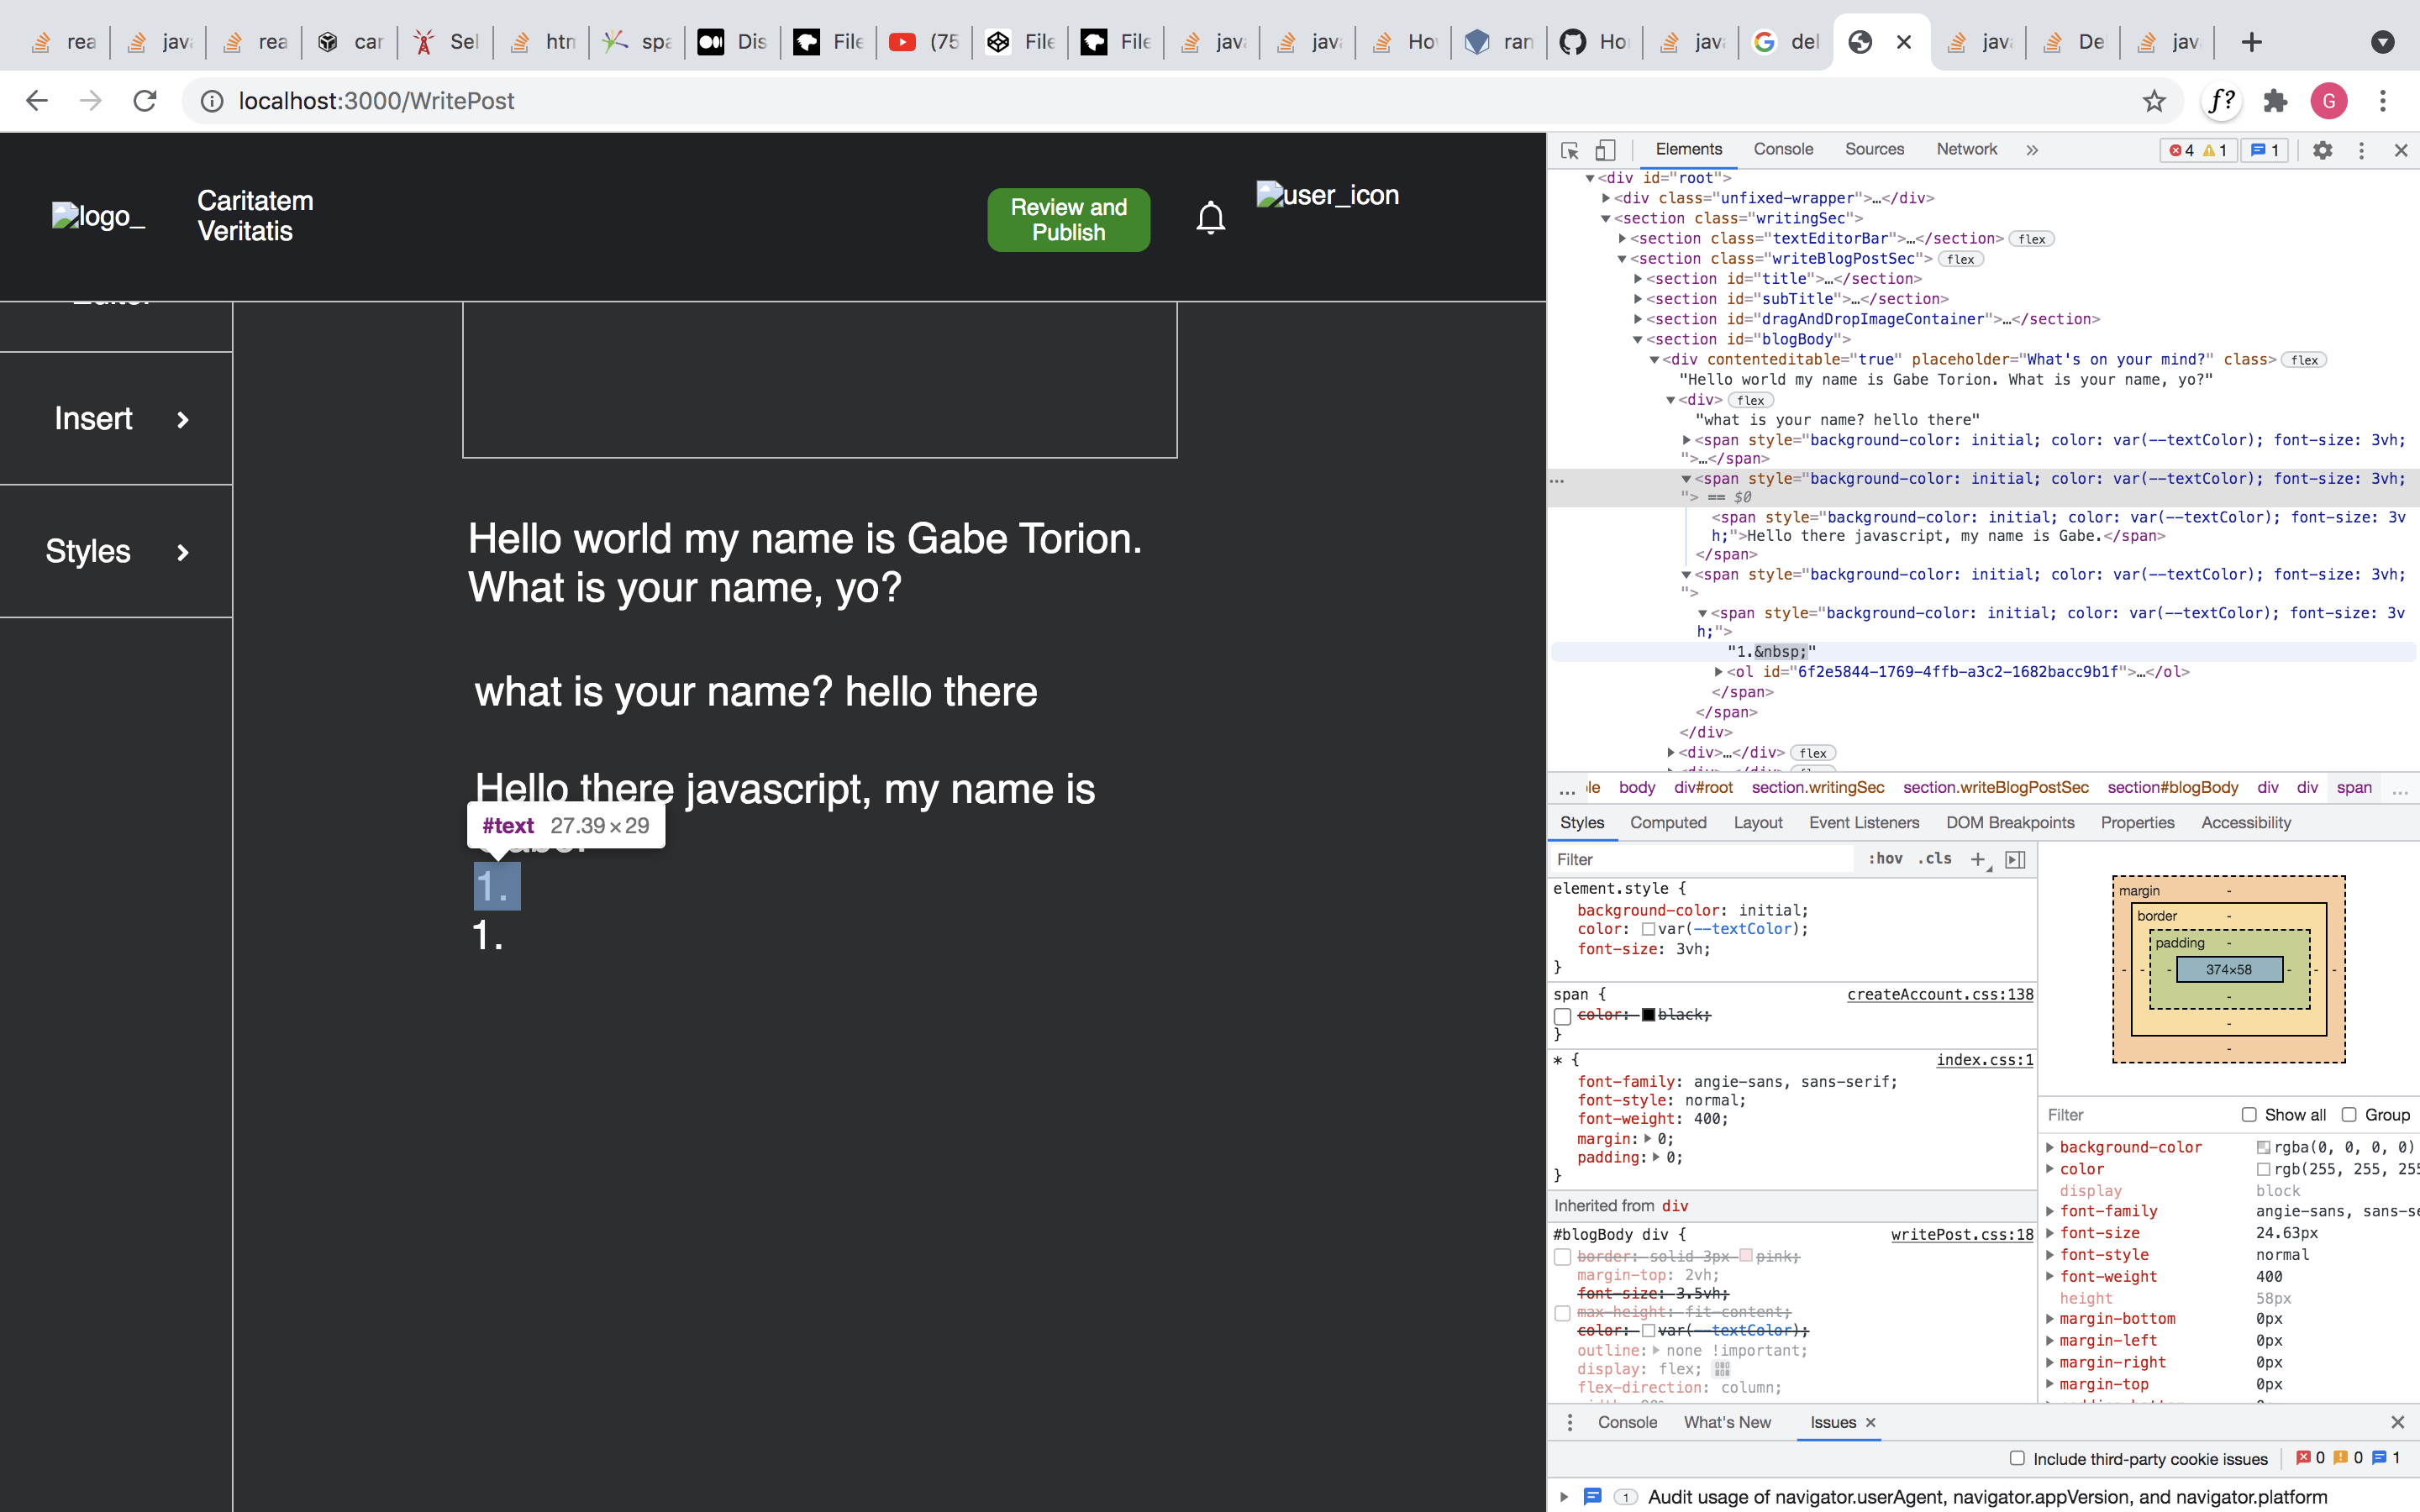 rea
java
rea
car
Sel
htm
spa
Dis
File
(75
File
File
java
java
How
ran
Ho
java
del
java
De
java
localhost:3000/WritePost
ƒ?
G
logo_
Caritatem
Veritatis
Review and
Publish
user_icon
Insert
Styles
Hello world my name is Gabe Torion.
What is your name, yo?
what is your name? hello there
Hello there javascript, my name is
#text 27.39×29
1.
1.
Elements Console Sources Network » 4 1 1
<div id="root">
<div class="unfixed-wrapper">…</div>
<section class="writingSec">
<section class="textEditorBar">…</section> flex
<section class="writeBlogPostSec"> flex
<section id="title">…</section>
<section id="subTitle">…</section>
<section id="dragAndDropImageContainer">…</section>
<section id="blogBody">
<div contenteditable="true" placeholder="What's on your mind?" class> flex
"Hello world my name is Gabe Torion. What is your name, yo?"
<div> flex
"what is your name? hello there"
<span style="background-color: initial; color: var(--textColor); font-size: 3vh;
">…</span>
<span style="background-color: initial; color: var(--textColor); font-size: 3vh;
"> == $0
<span style="background-color: initial; color: var(--textColor); font-size: 3v
h;">Hello there javascript, my name is Gabe.</span>
</span>
<span style="background-color: initial; color: var(--textColor); font-size: 3vh;
">
<span style="background-color: initial; color: var(--textColor); font-size: 3v
h;">
"1.&nbsp;"
<ol id="6f2e5844-1769-4ffb-a3c2-1682bacc9b1f">…</ol>
</span>
</span>
</div>
<div>…</div> flex
… le body div#root section.writingSec section.writeBlogPostSec section#blogBody div div span …
Styles Computed Layout Event Listeners DOM Breakpoints Properties Accessibility
Filter :hov .cls +
element.style {
background-color: initial;
color: var(--textColor);
font-size: 3vh;
}
span { createAccount.css:138
color: black;
}
* { index.css:1
font-family: angie-sans, sans-serif;
font-style: normal;
font-weight: 400;
margin: 0;
padding: 0;
}
Inherited from div
#blogBody div { writePost.css:18
border: solid 3px pink;
margin-top: 2vh;
font-size: 3.5vh;
max-height: fit-content;
color: var(--textColor);
outline: none !important;
display: flex;
flex-direction: column;
margin -
border -
padding -
- - - 374×58 - - -
-
-
-
Filter Show all Group
background-color rgba(0, 0, 0, 0)
color rgb(255, 255, 255
display block
font-family angie-sans, sans-se
font-size 24.63px
font-style normal
font-weight 400
height 58px
margin-bottom 0px
margin-left 0px
margin-right 0px
margin-top 0px
Console What's New Issues ×
Include third-party cookie issues 0 0 1
1 Audit usage of navigator.userAgent, navigator.appVersion, and navigator.platform